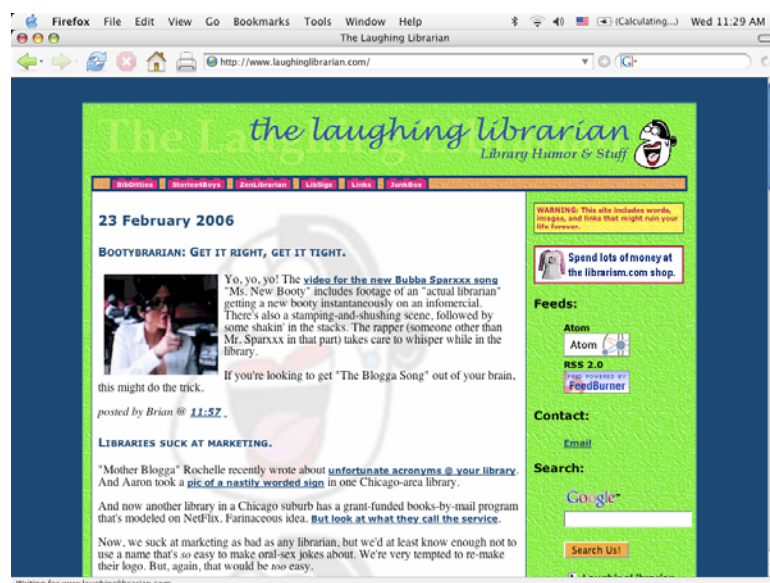 Firefox File Edit View Go Bookmarks Tools Window Help (Calculating...) Wed 11:29 AM
The Laughing Librarian
http://www.laughinglibrarian.com/ G
The Laughing Librarian
the laughing librarian
Library Humor & Stuff
BibDitties Stories4Boys ZenLibrarian LibSigs Links JunkBox
23 February 2006
BOOTYBRARIAN: GET IT RIGHT, GET IT TIGHT.
Yo, yo, yo! The video for the new Bubba Sparxxx song
"Ms. New Booty" includes footage of an "actual librarian"
getting a new booty instantaneously on an infomercial.
There's also a stamping-and-shushing scene, followed by
some shakin' in the stacks. The rapper (someone other than
Mr. Sparxxx in that part) takes care to whisper while in the
library.
If you're looking to get "The Blogga Song" out of your brain,
this might do the trick.
posted by Brian @ 11:57
LIBRARIES SUCK AT MARKETING.
"Mother Blogga" Rochelle recently wrote about unfortunate acronyms @ your library.
And Aaron took a pic of a nastily worded sign in one Chicago-area library.
And now another library in a Chicago suburb has a grant-funded books-by-mail program
that's modeled on NetFlix. Farinaceous idea. But look at what they call the service.
Now, we suck at marketing as bad as any librarian, but we'd at least know enough not to
use a name that's so easy to make oral-sex jokes about. We're very tempted to re-make
their logo. But, again, that would be too easy.
WARNING: This site includes words,
images, and links that might ruin your
life forever.
Spend lots of money at
the librarism.com shop.
Feeds:
Atom
Atom
RSS 2.0
FEED POWERED BY
FeedBurner
Contact:
Email
Search:
Google
Search Us!
Waiting for www.laughinglibrarian.com